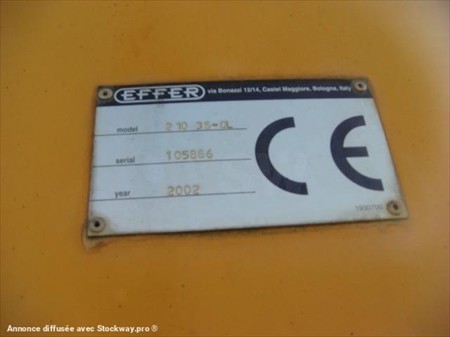 EFFER via Bonazzi 12/14, Castel Maggiore, Bologna, Italy
model 210 3S-CL
serial 105886
year 2002
CE
Annonce diffusée avec Stockway.pro ®